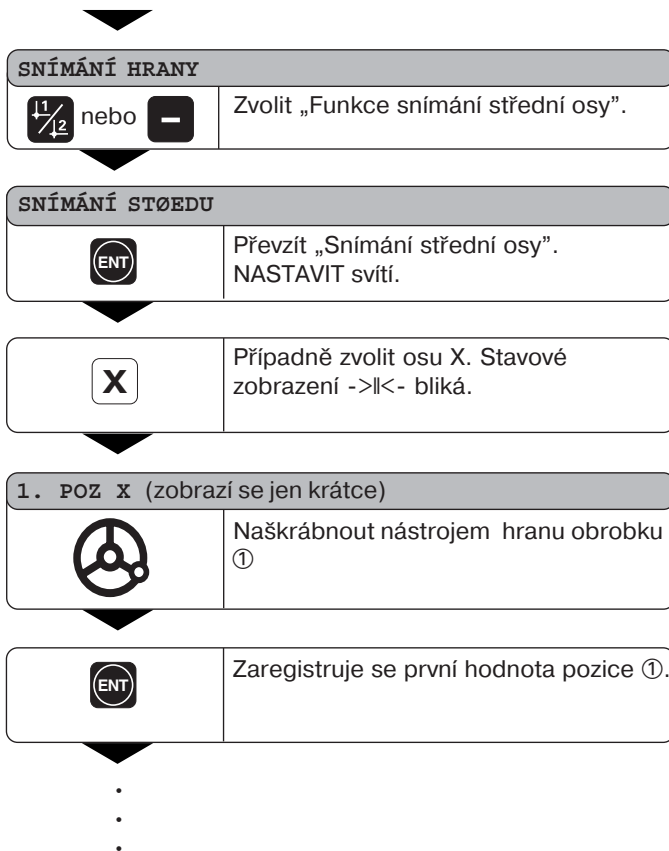 SNÍMÁNÍ HRANY
1 2 nebo – Zvolit „Funkce snímání střední osy”.
SNÍMÁNÍ STØEDU
ENT Převzít „Snímání střední osy”.
NASTAVIT svítí.
X Případně zvolit osu X. Stavové
zobrazení ->||<- bliká.
1. POZ X (zobrazí se jen krátce)
Naškrábnout nástrojem hranu obrobku
①
ENT Zaregistruje se první hodnota pozice ①.
.
.
.